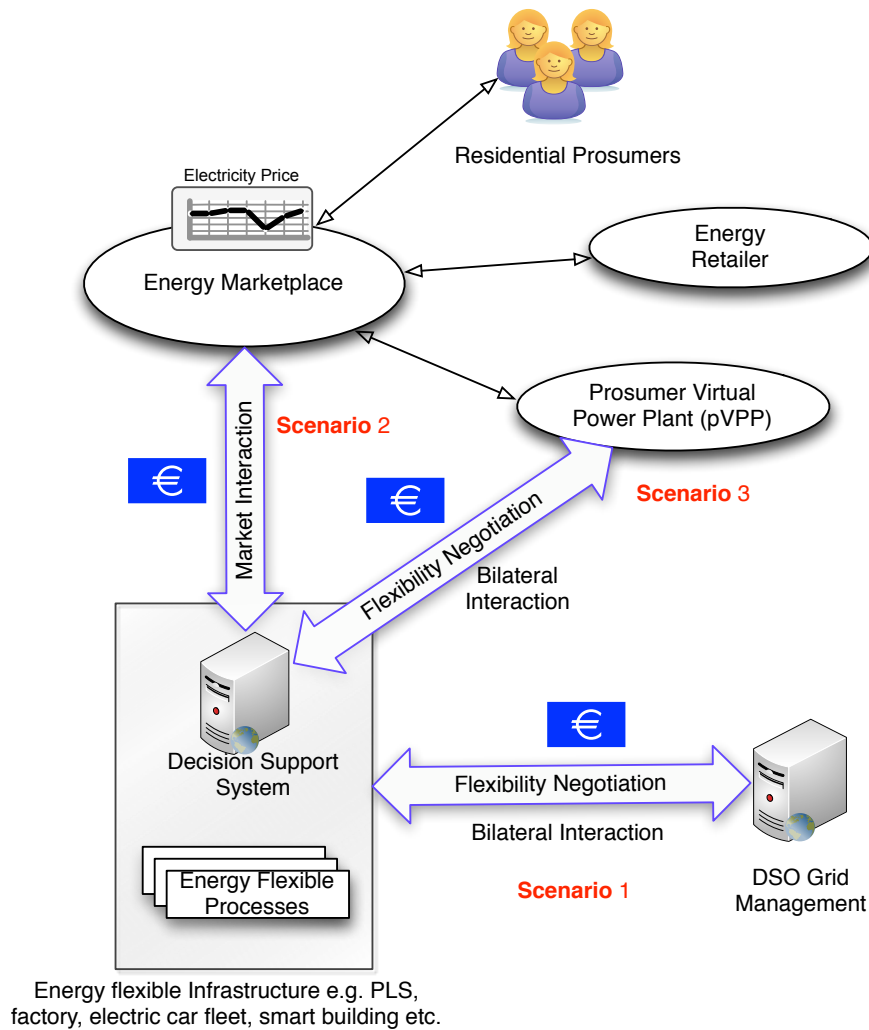 Residential Prosumers
Electricity Price
Energy Marketplace
Energy
Retailer
Prosumer Virtual
Power Plant (pVPP)
Scenario 2
Market Interaction
€
€
Scenario 3
Flexibility Negotiation
Bilateral
Interaction
Decision Support
System
€
Flexibility Negotiation
Bilateral Interaction
Scenario 1
DSO Grid
Management
Energy Flexible
Processes
Energy flexible Infrastructure e.g. PLS,
factory, electric car fleet, smart building etc.